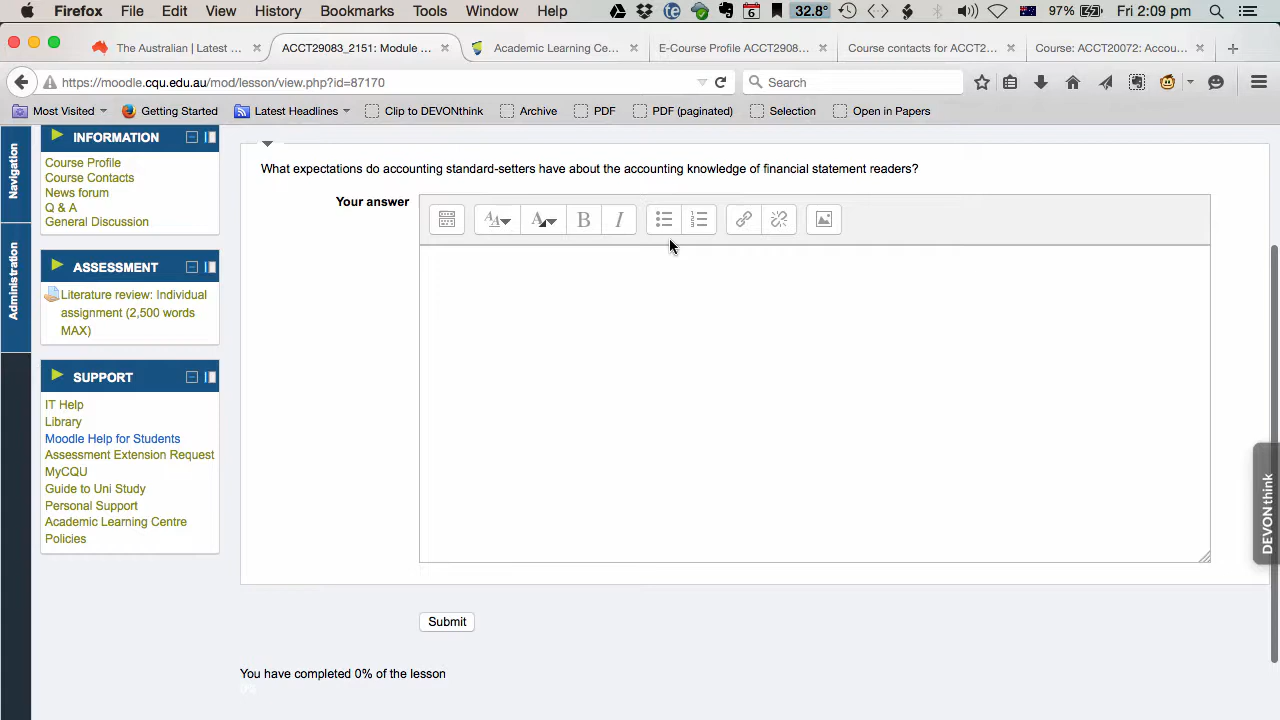 Firefox File Edit View History Bookmarks Tools Window Help 6 32.8° 97% Fri 2:09 pm
The Australian | Latest ... ACCT29083_2151: Module ... Academic Learning Ce... E-Course Profile ACCT2908... Course contacts for ACCT2... Course: ACCT20072: Accou...
https://moodle.cqu.edu.au/mod/lesson/view.php?id=87170 Search
Most Visited Getting Started Latest Headlines Clip to DEVONthink Archive PDF PDF (paginated) Selection Open in Papers
Navigation
Administration
INFORMATION
Course Profile
Course Contacts
News forum
Q & A
General Discussion
ASSESSMENT
Literature review: Individual
assignment (2,500 words
MAX)
SUPPORT
IT Help
Library
Moodle Help for Students
Assessment Extension Request
MyCQU
Guide to Uni Study
Personal Support
Academic Learning Centre
Policies
What expectations do accounting standard-setters have about the accounting knowledge of financial statement readers?
Your answer
Submit
You have completed 0% of the lesson
0%
DEVONthink